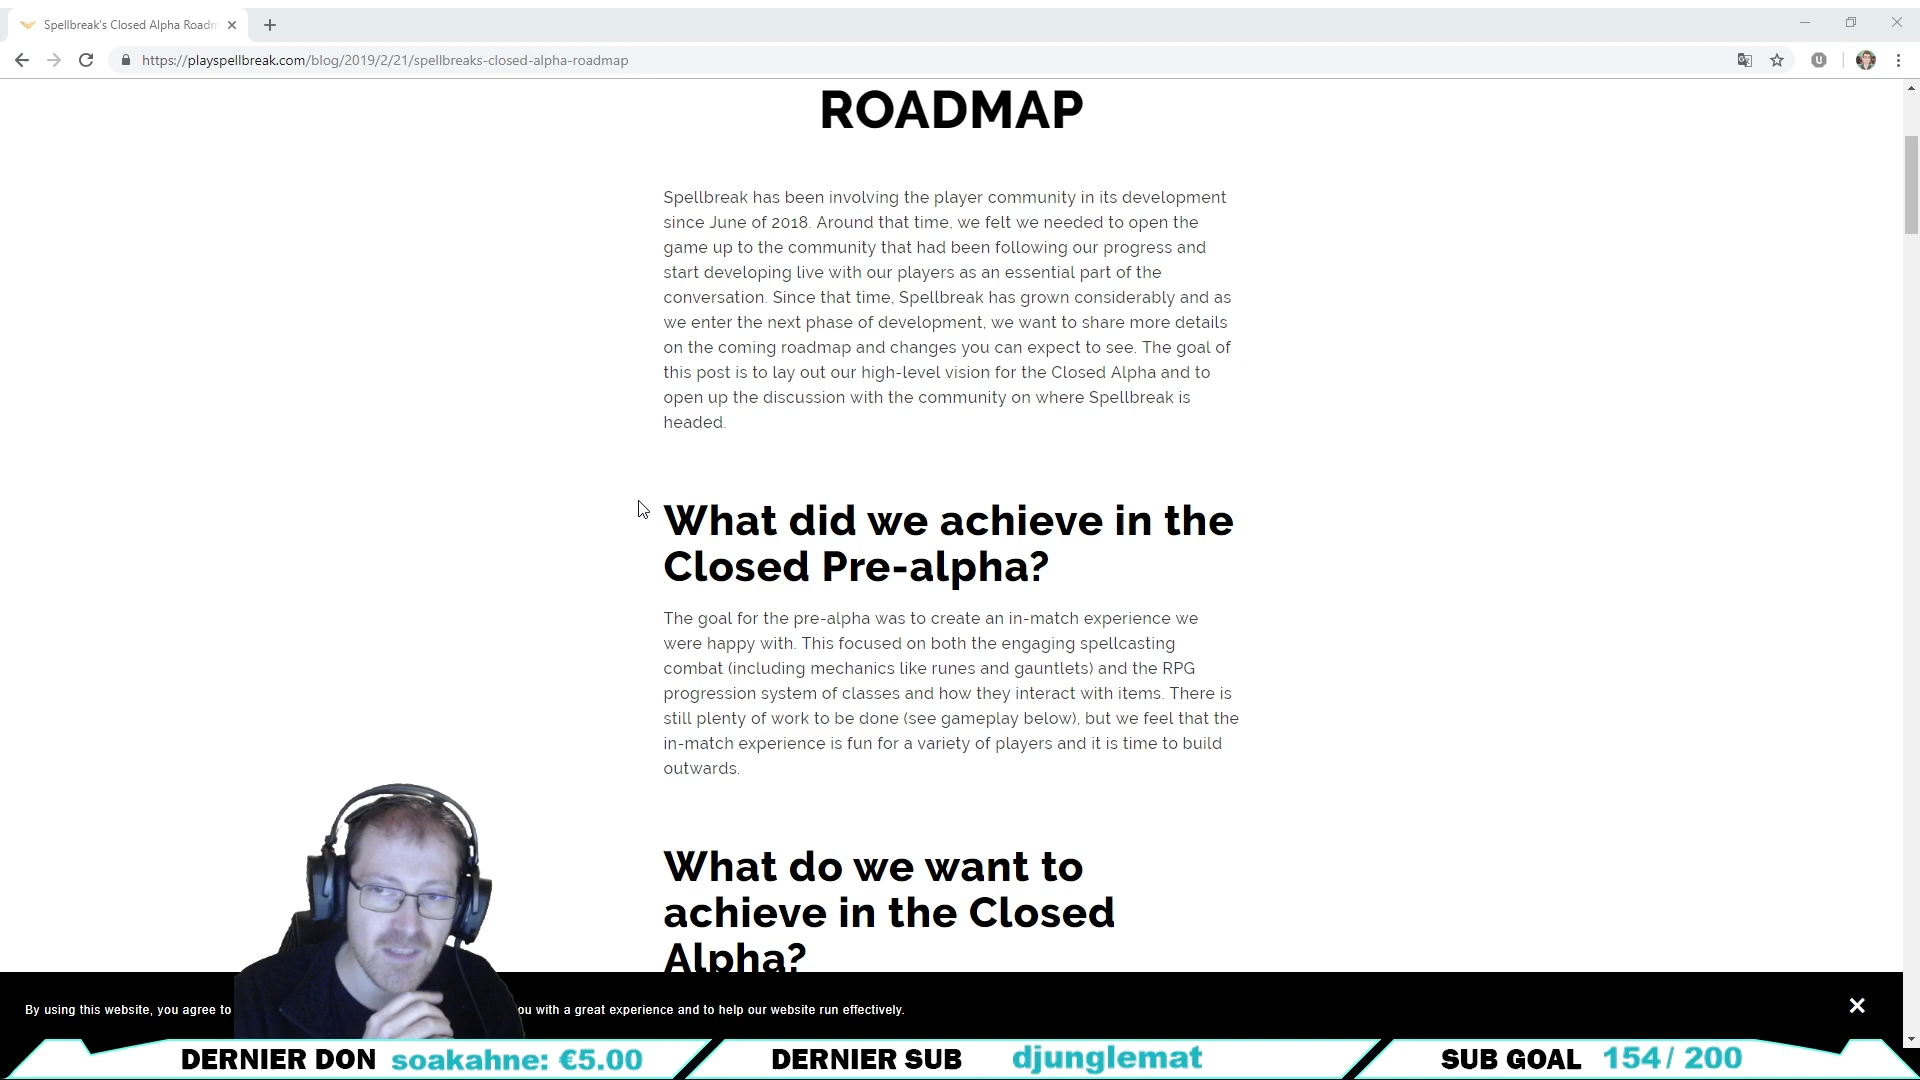 Spellbreak's Closed Alpha Roadm
https://playspellbreak.com/blog/2019/2/21/spellbreaks-closed-alpha-roadmap
ROADMAP
Spellbreak has been involving the player community in its development
since June of 2018. Around that time, we felt we needed to open the
game up to the community that had been following our progress and
start developing live with our players as an essential part of the
conversation. Since that time, Spellbreak has grown considerably and as
we enter the next phase of development, we want to share more details
on the coming roadmap and changes you can expect to see. The goal of
this post is to lay out our high-level vision for the Closed Alpha and to
open up the discussion with the community on where Spellbreak is
headed.
What did we achieve in the
Closed Pre-alpha?
The goal for the pre-alpha was to create an in-match experience we
were happy with. This focused on both the engaging spellcasting
combat (including mechanics like runes and gauntlets) and the RPG
progression system of classes and how they interact with items. There is
still plenty of work to be done (see gameplay below), but we feel that the
in-match experience is fun for a variety of players and it is time to build
outwards.
What do we want to
achieve in the Closed
Alpha?
By using this website, you agree to ou with a great experience and to help our website run effectively.
DERNIER DON soakahne: €5.00 DERNIER SUB djunglemat SUB GOAL 154 / 200